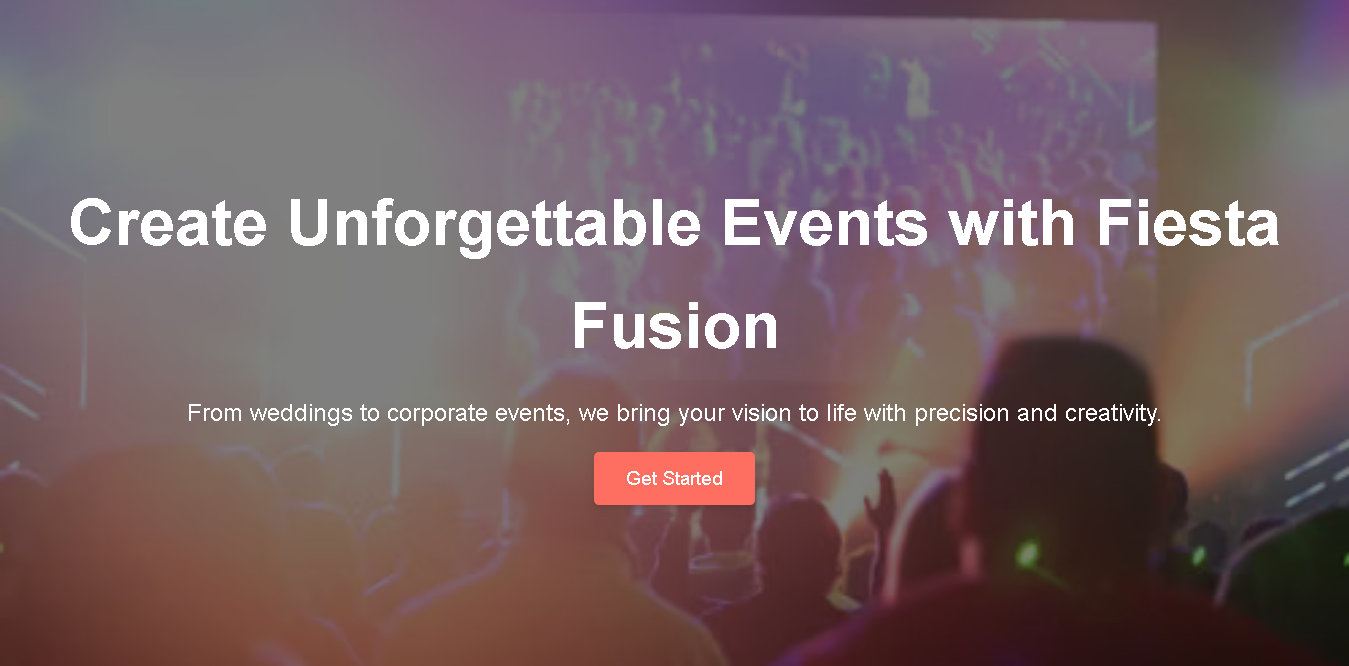 Create Unforgettable Events with Fiesta
Fusion
From weddings to corporate events, we bring your vision to life with precision and creativity.
Get Started